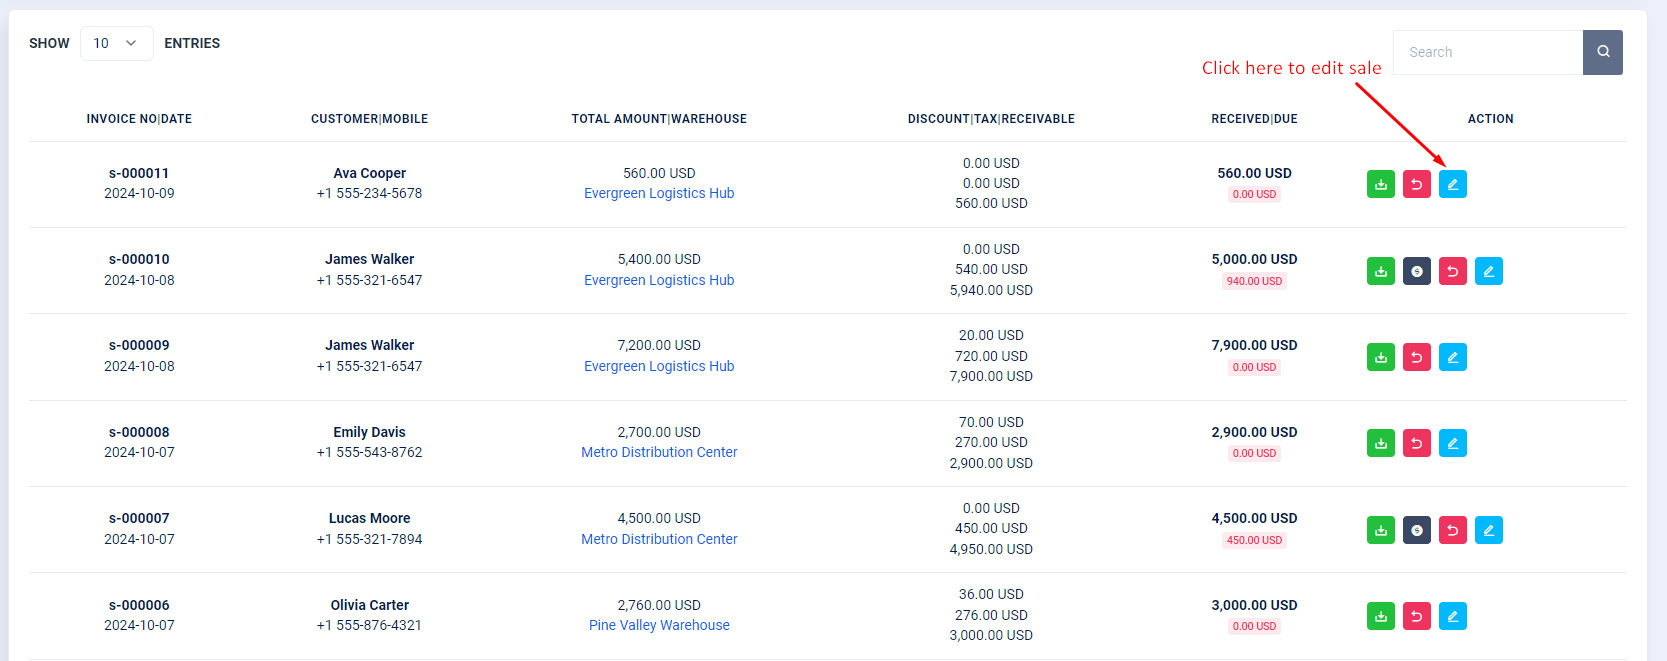 SHOW 10 ENTRIES
Search
Click here to edit sale
INVOICE NO|DATE CUSTOMER|MOBILE TOTAL AMOUNT|WAREHOUSE DISCOUNT|TAX|RECEIVABLE RECEIVED|DUE ACTION
0.00 USD
s-000011 Ava Cooper 560.00 USD 560.00 USD
0.00 USD
2024-10-09 +1 555-234-5678 Evergreen Logistics Hub 0.00 USD
560.00 USD
0.00 USD
s-000010 James Walker 5,400.00 USD 5,000.00 USD
540.00 USD
2024-10-08 +1 555-321-6547 Evergreen Logistics Hub 940.00 USD
5,940.00 USD
20.00 USD
s-000009 James Walker 7,200.00 USD 7,900.00 USD
720.00 USD
2024-10-08 +1 555-321-6547 Evergreen Logistics Hub 0.00 USD
7,900.00 USD
70.00 USD
s-000008 Emily Davis 2,700.00 USD 2,900.00 USD
270.00 USD
2024-10-07 +1 555-543-8762 Metro Distribution Center 0.00 USD
2,900.00 USD
0.00 USD
s-000007 Lucas Moore 4,500.00 USD 4,500.00 USD
450.00 USD
2024-10-07 +1 555-321-7894 Metro Distribution Center 450.00 USD
4,950.00 USD
36.00 USD
s-000006 Olivia Carter 2,760.00 USD 3,000.00 USD
276.00 USD
2024-10-07 +1 555-876-4321 Pine Valley Warehouse 0.00 USD
3,000.00 USD